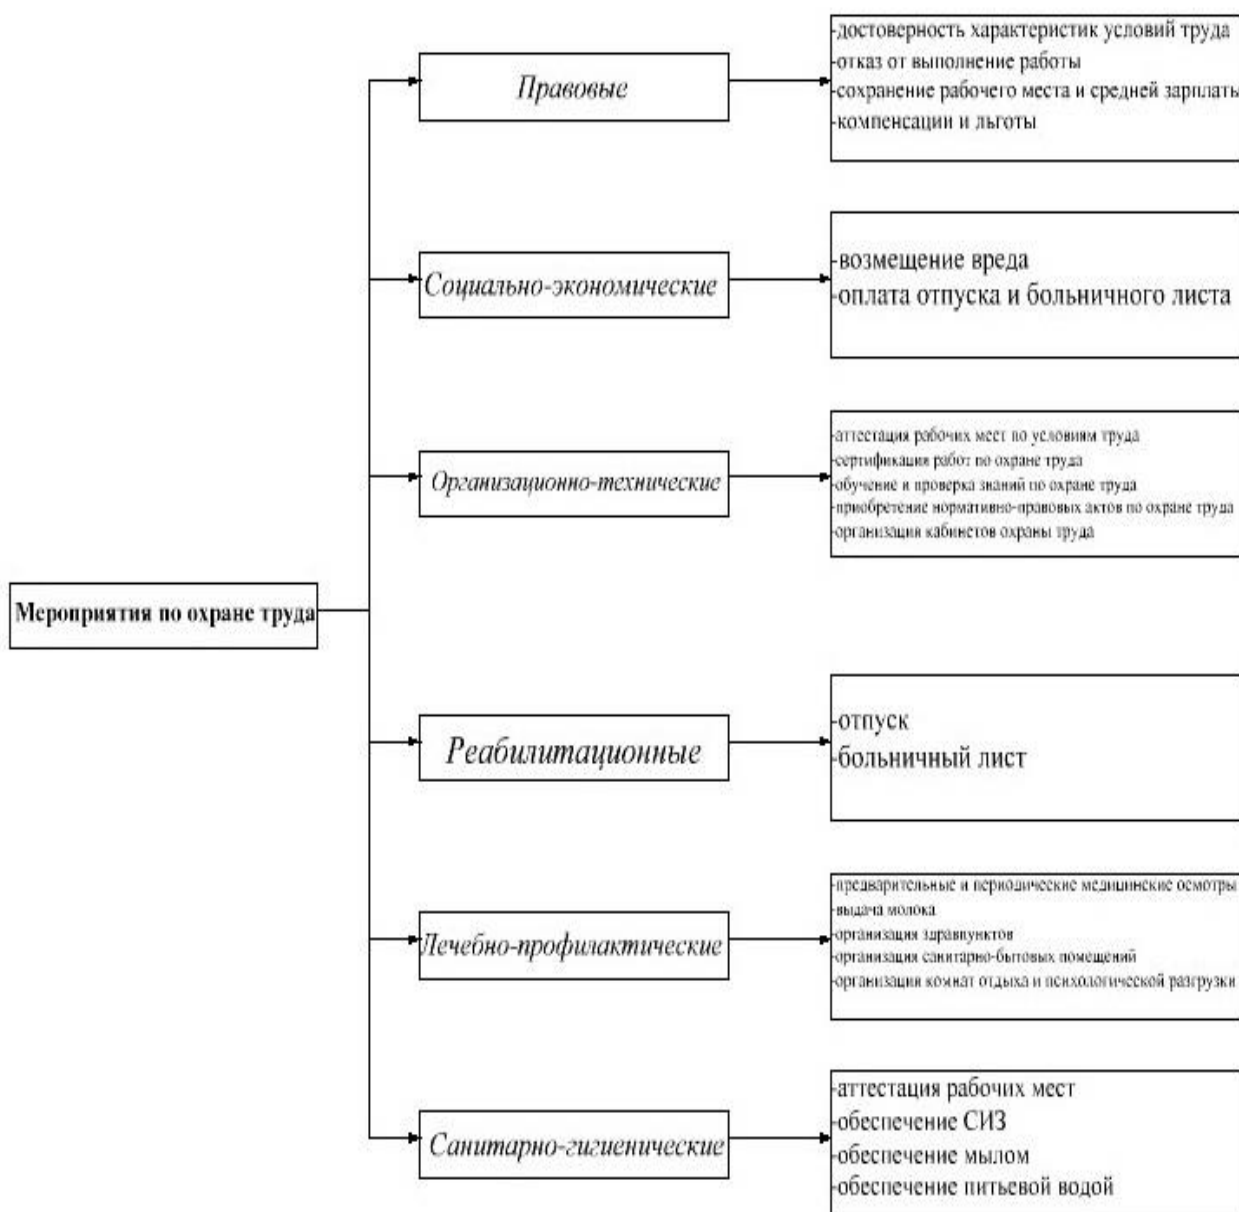 Мероприятия по охране труда
Правовые
-достоверность характеристик условий труда
-отказ от выполнение работы
-сохранение рабочего места и средней зарплаты
-компенсации и льготы
Социально-экономические
-возмещение вреда
-оплата отпуска и больничного листа
Организационно-технические
-аттестация рабочих мест по условиям труда
-сертификация работ по охране труда
-обучение и проверка знаний по охране труда
-приобретение нормативно-правовых актов по охране труда
-организация кабинетов охраны труда
Реабилитационные
-отпуск
-больничный лист
Лечебно-профилактические
-предварительные и периодические медицинские осмотры
-выдача молока
-организация здравпунктов
-организация санитарно-бытовых помещений
-организация комнат отдыха и психологической разгрузки
Санитарно-гигиенические
-аттестация рабочих мест
-обеспечение СИЗ
-обеспечение мылом
-обеспечение питьевой водой